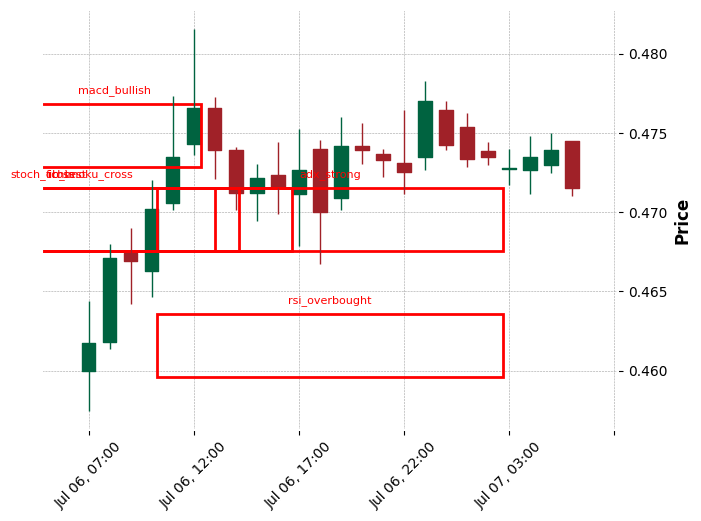 0.480
macd_bullish
0.475
ichimoku_cross
adx_strong
0.470
Price
0.465
rsi_overbought
0.460
Jul 06, 07:00
Jul 06, 12:00
Jul 06, 17:00
Jul 06, 22:00
Jul 07, 03:00